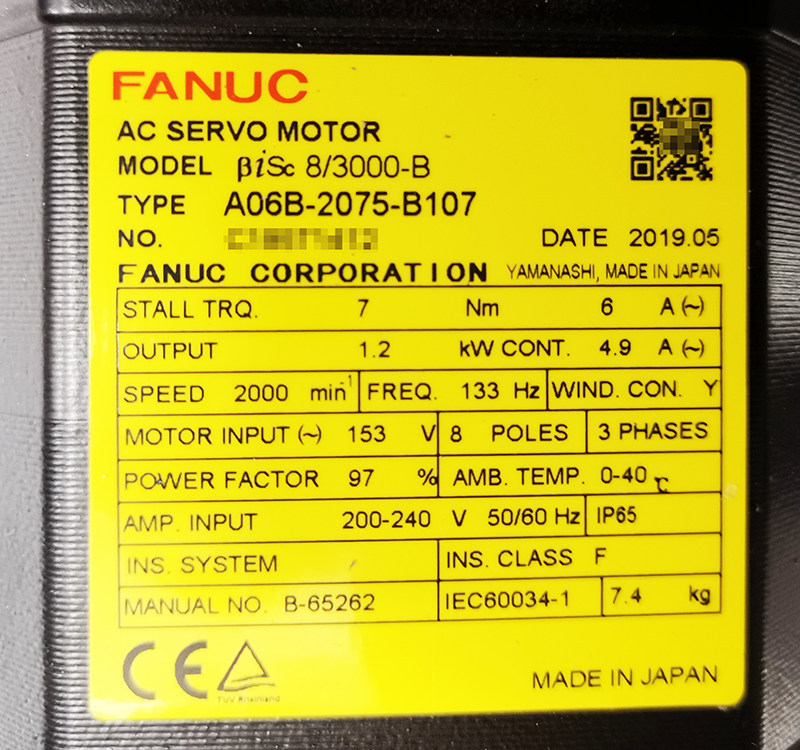 FANUC
AC SERVO MOTOR
MODEL βiSc 8/3000-B
TYPE A06B-2075-B107
NO.
DATE 2019.05
FANUC CORPORATION YAMANASHI, MADE IN JAPAN
STALL TRQ. 7 Nm 6 A (~)
OUTPUT 1.2 kW CONT. 4.9 A (~)
SPEED 2000 min⁻¹ FREQ. 133 Hz WIND. CON. Y
MOTOR INPUT (~) 153 V 8 POLES 3 PHASES
POWER FACTOR 97 % AMB. TEMP. 0-40 ℃
AMP. INPUT 200-240 V 50/60 Hz IP65
INS. SYSTEM INS. CLASS F
MANUAL NO. B-65262 IEC60034-1 7.4 kg
CE
TÜV Rheinland
MADE IN JAPAN